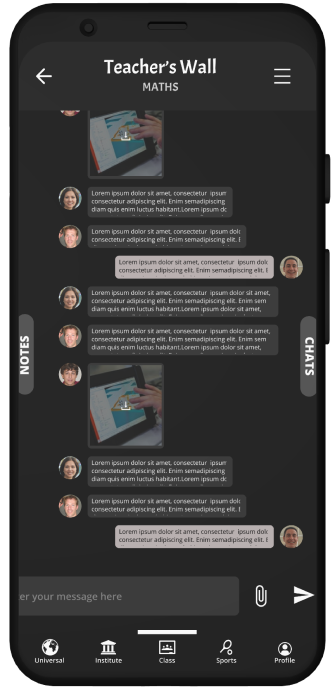 Teacher's Wall
MATHS
Lorem ipsum dolor sit amet, consectetur ipsum
consectetur adipiscing elit. Enim semadipiscing
diam quis enim luctus habitant.Lorem ipsum dc
Lorem ipsum dolor sit amet, consectetur ipsum dolc
consectetur adipiscing elit. Enim semadipiscing elit. E
Lorem ipsum dolor sit amet, consectetur ipsum dolc
consectetur adipiscing elit. Enim semadipiscing elit. E
Lorem ipsum dolor sit amet, consectetur ipsum dolor sit amet,
consectetur adipiscing elit. Enim semadipiscing elit. Enim sem
diam quis enim luctus habitant.Lorem ipsum dolor sit amet,
Lorem ipsum dolor sit amet, consectetur ipsum dolor sit amet,
consectetur adipiscing elit. Enim semadipiscing elit. Enim sem
diam quis enim luctus habitant.Lorem ipsum dolor sit amet,
NOTES
CHATS
Lorem ipsum dolor sit amet, consectetur ipsum
consectetur adipiscing elit. Enim semadipiscing
diam quis enim luctus habitant.Lorem ipsum dc
Lorem ipsum dolor sit amet, consectetur ipsum dolc
consectetur adipiscing elit. Enim semadipiscing elit. E
Lorem ipsum dolor sit amet, consectetur ipsum dolc
consectetur adipiscing elit. Enim semadipiscing elit. E
er your message here
Universal
Institute
Class
Sports
Profile